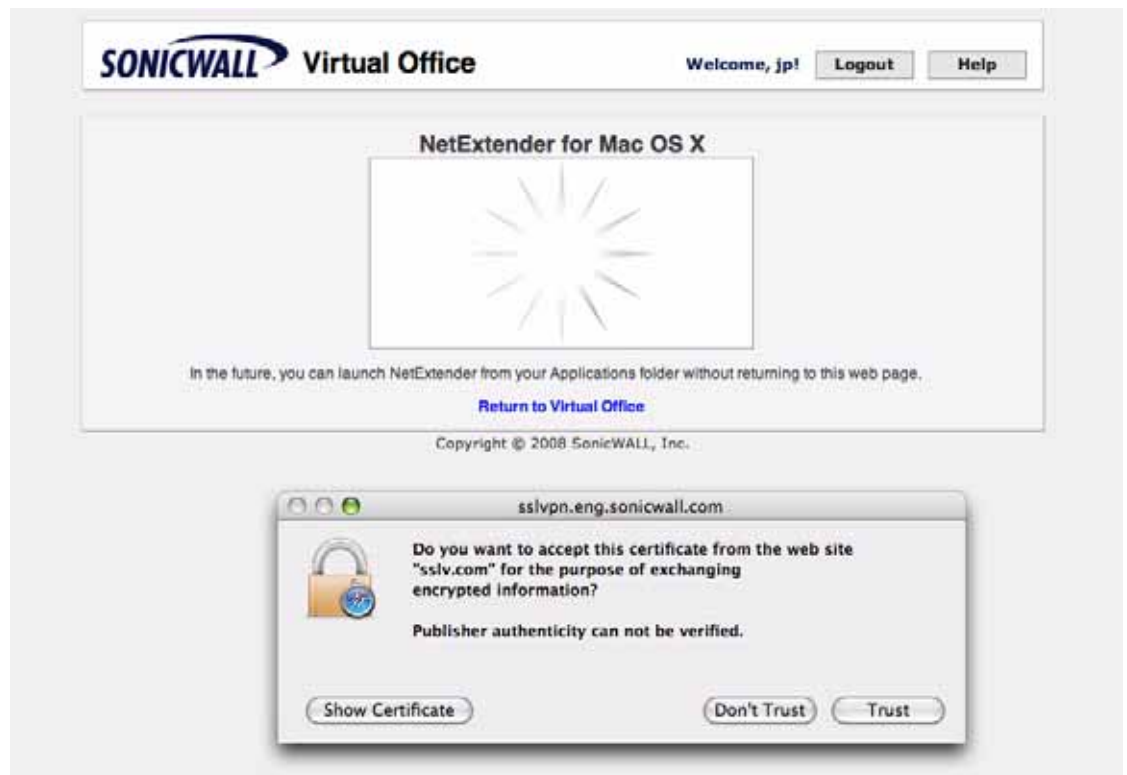 SONICWALL Virtual Office Welcome, jp! Logout Help
NetExtender for Mac OS X
In the future, you can launch NetExtender from your Applications folder without returning to this web page.
Return to Virtual Office
Copyright © 2008 SonicWALL, Inc.
sslvpn.eng.sonicwall.com
Do you want to accept this certificate from the web site
"sslv.com" for the purpose of exchanging
encrypted information?
Publisher authenticity can not be verified.
Show Certificate Don't Trust Trust